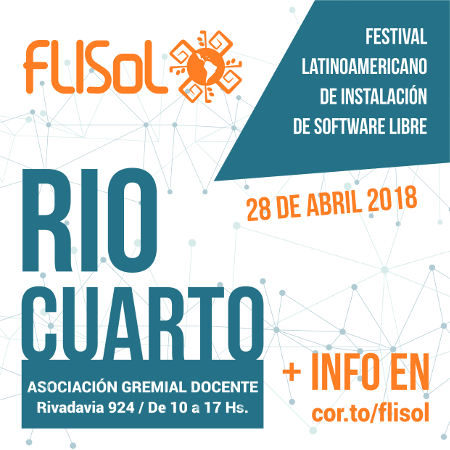 FLISoL
FESTIVAL
LATINOAMERICANO
DE INSTALACIÓN
DE SOFTWARE LIBRE
28 DE ABRIL 2018
RIO
CUARTO
ASOCIACIÓN GREMIAL DOCENTE
Rivadavia 924 / De 10 a 17 Hs.
+ INFO EN
cor.to/flisol